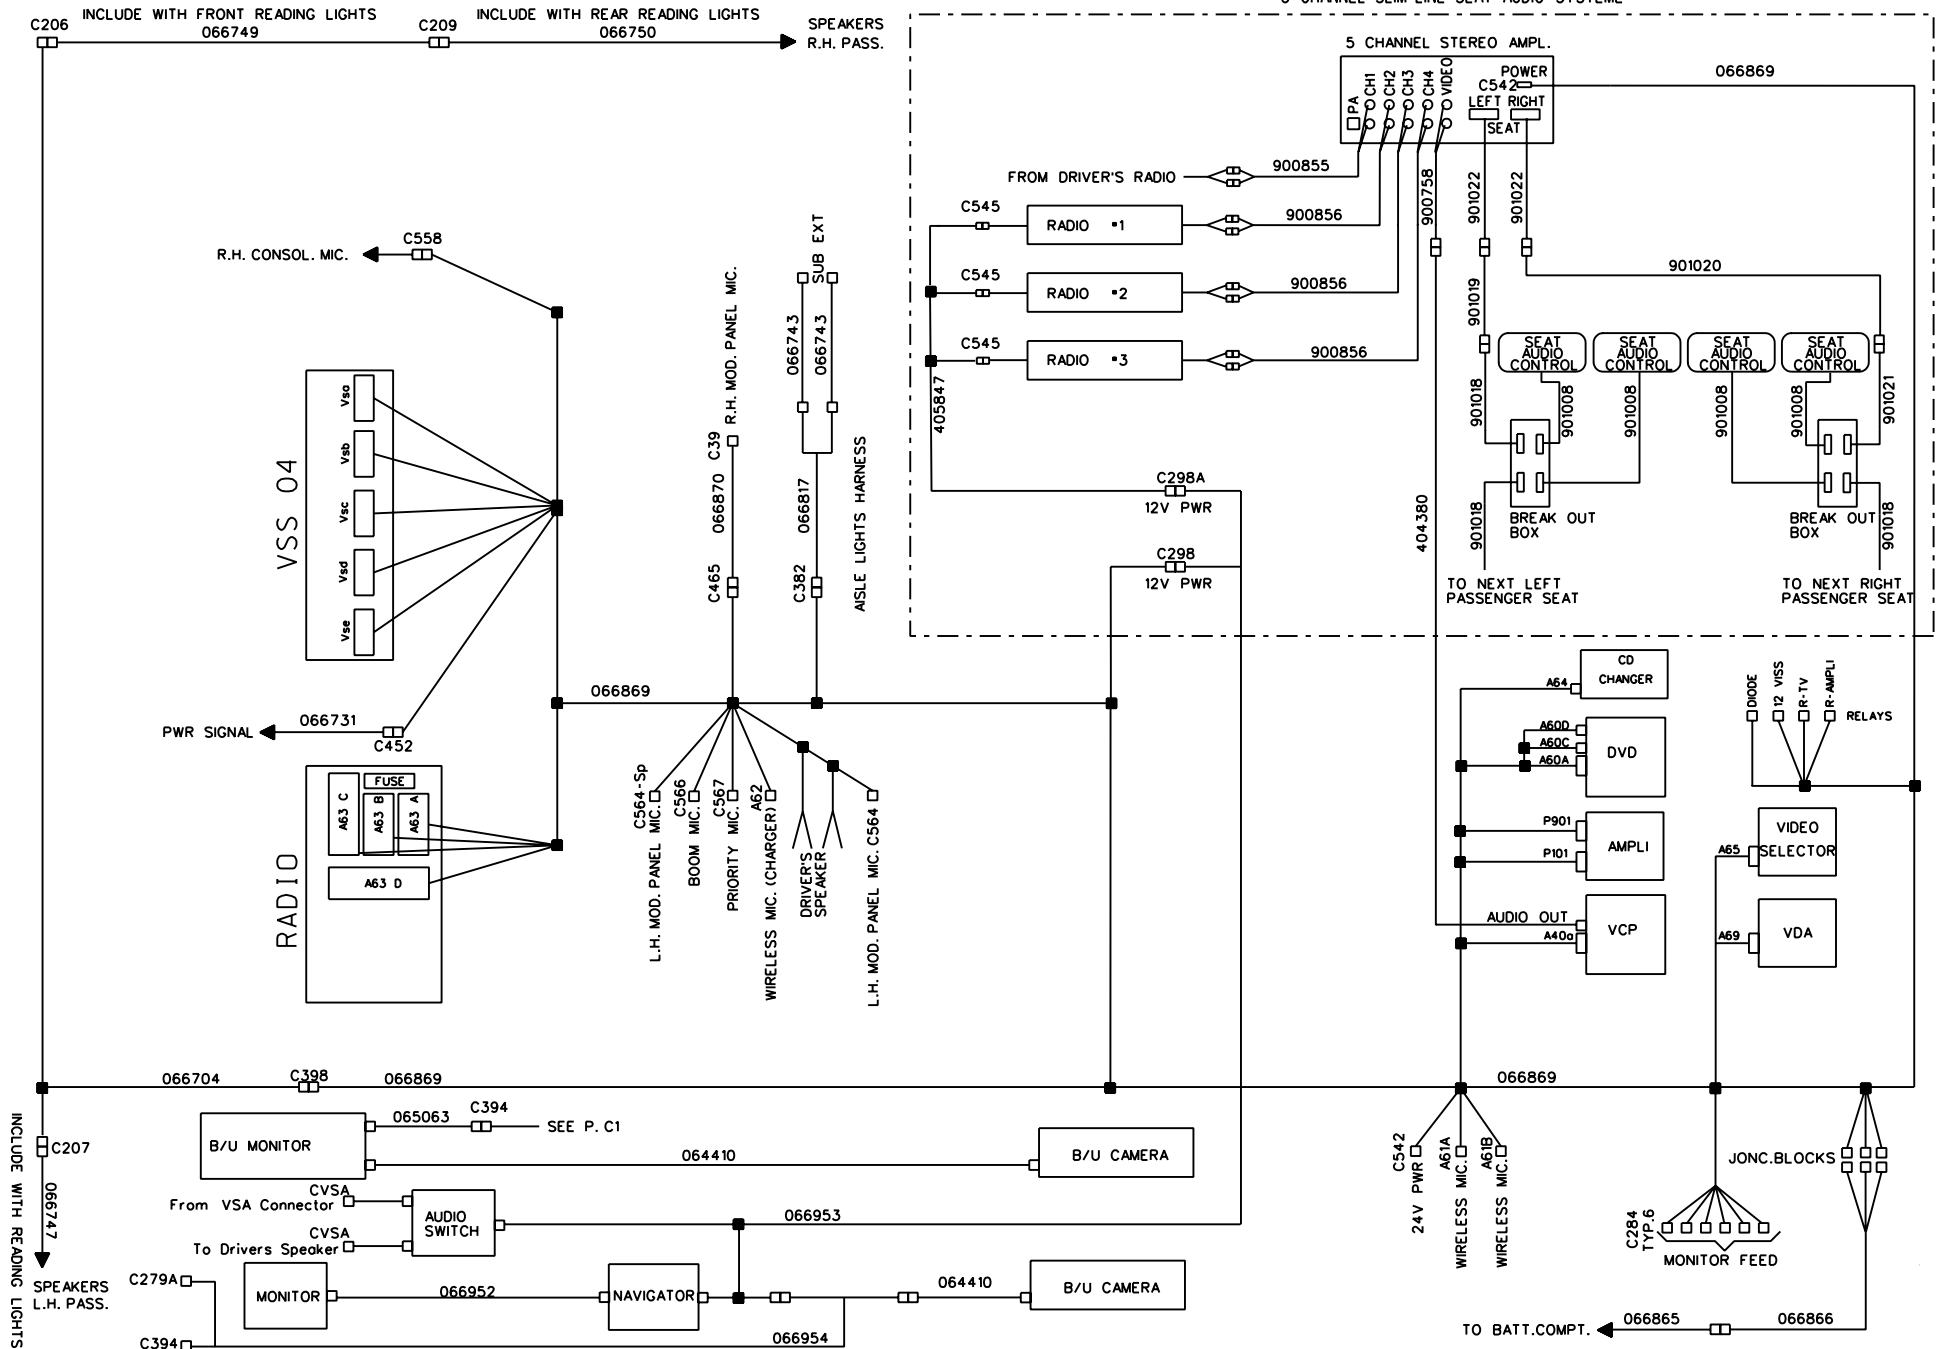 INCLUDE WITH FRONT READING LIGHTS
INCLUDE WITH REAR READING LIGHTS
C206
066749
C209
066750
SPEAKERS
R.H. PASS.
5 CHANNEL STEREO AMPL.
POWER
C542
066869
PA
CH1
CH2
CH3
CH4
VIDEO
LEFT RIGHT
SEAT
FROM DRIVER'S RADIO
900855
900758
901022
901022
C545
RADIO #1
900856
C545
RADIO #2
900856
C545
RADIO #3
900856
405847
901020
901019
SEAT
AUDIO
CONTROL
SEAT
AUDIO
CONTROL
SEAT
AUDIO
CONTROL
SEAT
AUDIO
CONTROL
901018
901008
901008
901008
901008
901021
C298A
12V PWR
C298
12V PWR
404380
901018
BREAK OUT
BOX
BREAK OUT
BOX
901018
TO NEXT LEFT
PASSENGER SEAT
TO NEXT RIGHT
PASSENGER SEAT
R.H. CONSOL. MIC.
C558
VSS 04
Vsa
Vsb
Vsc
Vsd
Vse
R.H. MOD. PANEL MIC.
C39
066870
C465
SUB EXT
066743
066743
066817
C382
AISLE LIGHTS HARNESS
066869
PWR SIGNAL
066731
C452
RADIO
FUSE
A63 C
A63 B
A63 A
A63 D
L.H. MOD. PANEL MIC. C564-Sp
BOOM MIC. C566
PRIORITY MIC. C567
WIRELESS MIC. (CHARGER) A62
DRIVER'S
SPEAKER
L.H. MOD. PANEL MIC. C564
A64
CD
CHANGER
A60D
A60C
A60A
DVD
P901
P101
AMPLI
AUDIO OUT
A40a
VCP
DIODE
12 VISS
R-TV
R-AMPLI
RELAYS
VIDEO
SELECTOR
A65
A69
VDA
066704
C398
066869
066869
B/U MONITOR
065063
C394
SEE P. C1
064410
B/U CAMERA
INCLUDE WITH READING LIGHTS
C207
066747
SPEAKERS
L.H. PASS.
CVSA
From VSA Connector
CVSA
To Drivers Speaker
AUDIO
SWITCH
066953
C279A
MONITOR
066952
NAVIGATOR
064410
B/U CAMERA
C394
066954
C542
24V PWR
A61A
WIRELESS MIC.
A61B
WIRELESS MIC.
C284
TYP.6
MONITOR FEED
JONC.BLOCKS
TO BATT.COMPT.
066865
066866